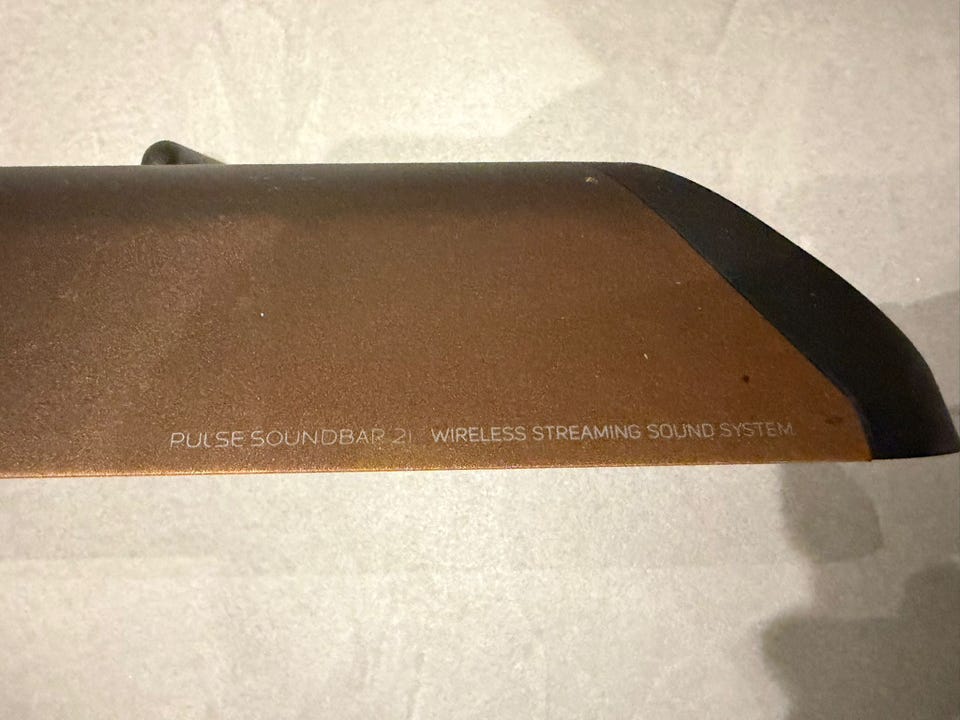 PULSE SOUNDBAR 2i WIRELESS STREAMING SOUND SYSTEM